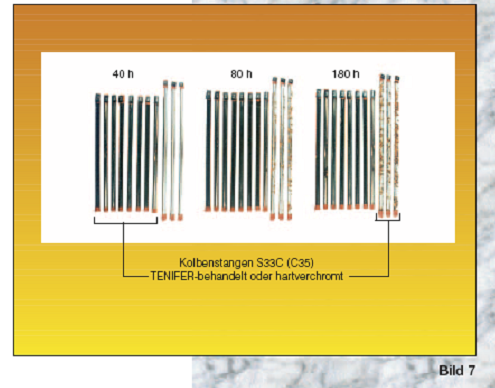 40 h 80 h 180 h
Kolbenstangen S33C (C35)
TENIFER-behandelt oder hartverchromt
Bild 7